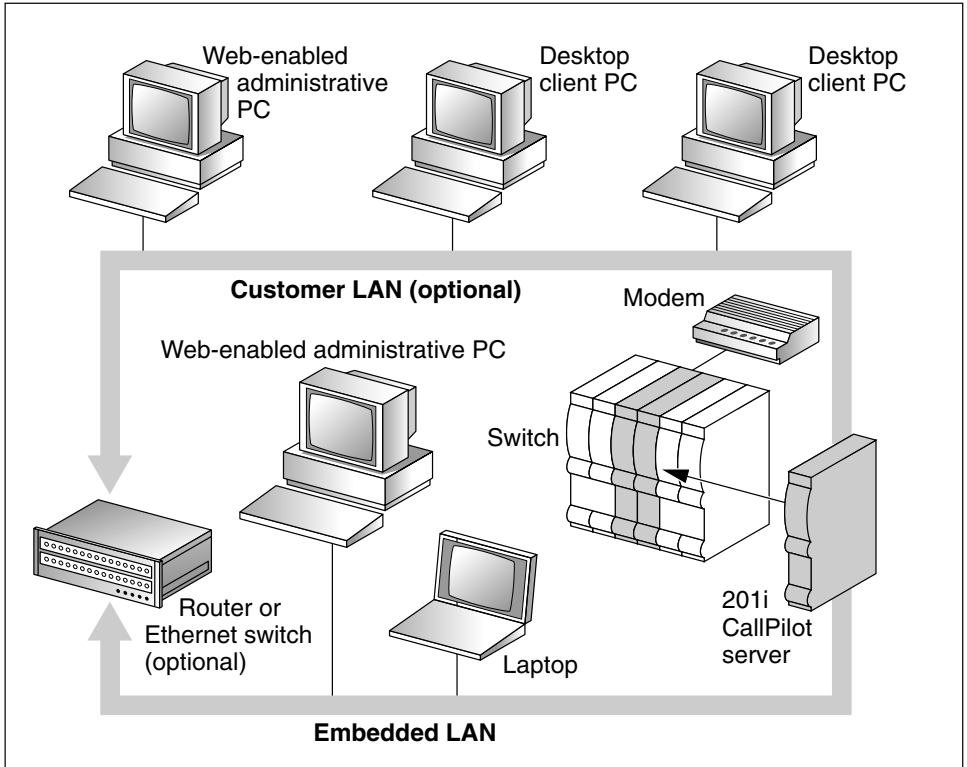 Web-enabled
administrative
PC
Desktop
client PC
Desktop
client PC
Customer LAN (optional)
Modem
Web-enabled administrative PC
Switch
Router or
Ethernet switch
(optional)
Laptop
201i
CallPilot
server
Embedded LAN